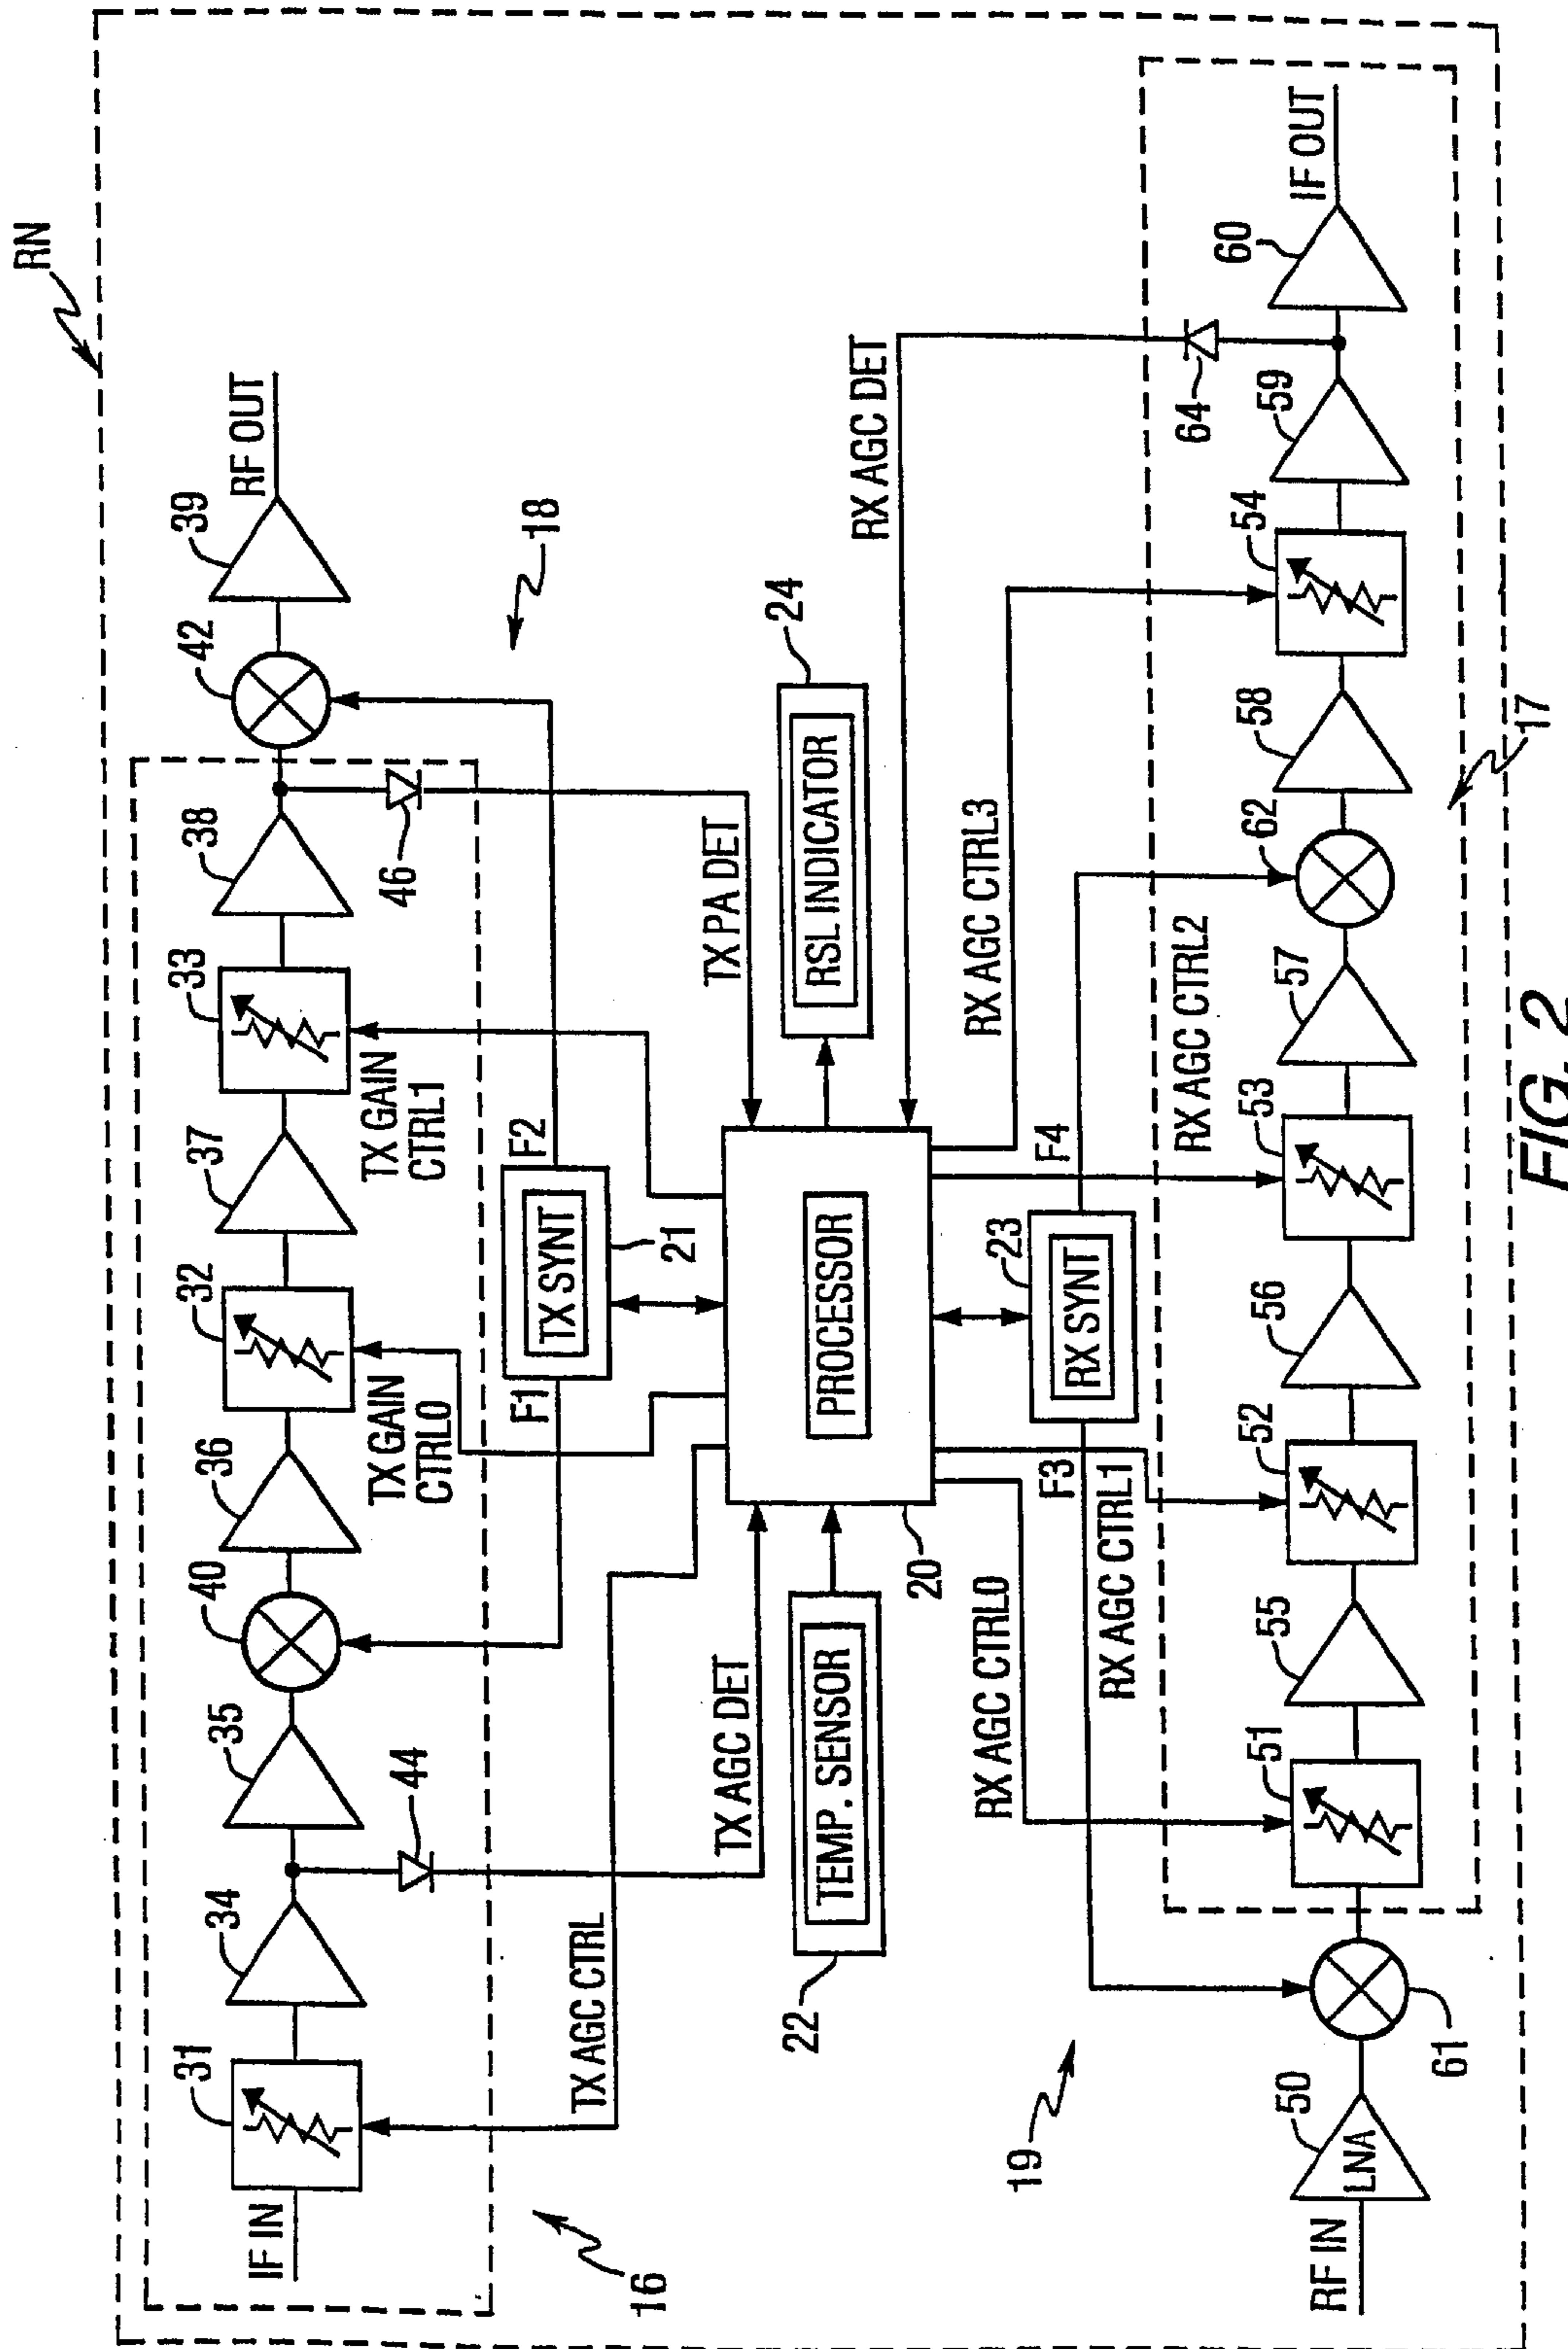 RN
IF IN
31
34
35
40
36
32
37
33
38
42
39
RF OUT
44
46
TX GAIN
CTRL0
TX GAIN
CTRL1
18
16
TX AGC CTRL
TX AGC DET
F1
TX SYNT
F2
21
TX PA DET
22
TEMP. SENSOR
PROCESSOR
20
RSL INDICATOR
24
RX AGC DET
19
RX AGC CTRL0
F3
RX AGC CTRL1
RX SYNT
23
F4
RX AGC CTRL3
RX AGC CTRL2
64
RF IN
LNA
50
61
51
55
52
56
53
57
62
58
54
59
60
IF OUT
17
FIG. 2